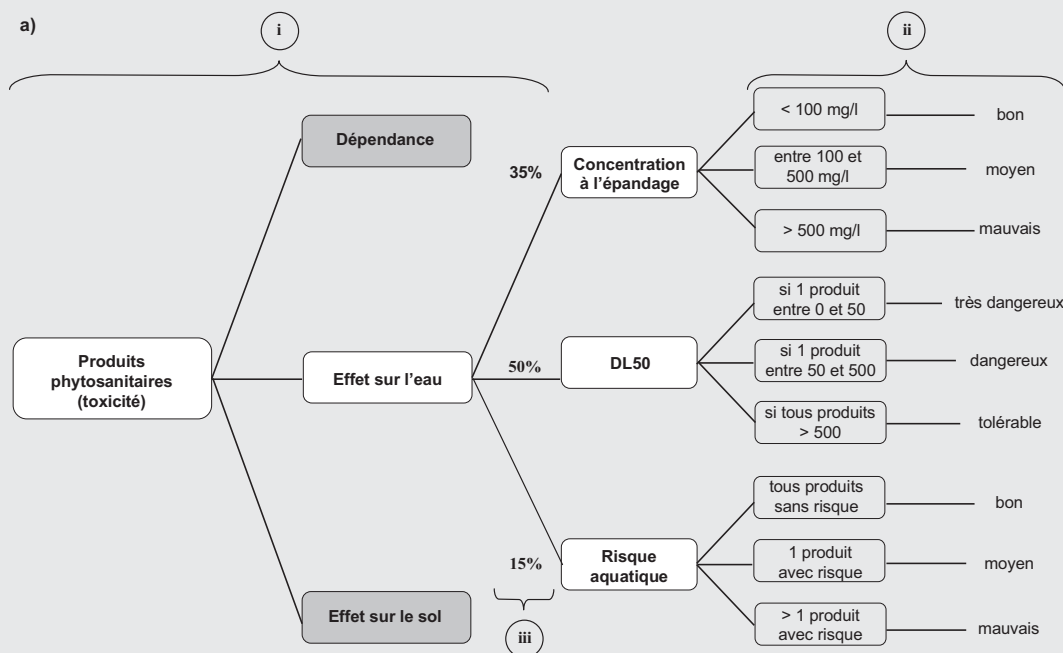 a)
i
ii
Dépendance
35%
Concentration
à l'épandage
< 100 mg/l
bon
entre 100 et
500 mg/l
moyen
> 500 mg/l
mauvais
Produits
phytosanitaires
(toxicité)
Effet sur l'eau
50%
DL50
si 1 produit
entre 0 et 50
très dangereux
si 1 produit
entre 50 et 500
dangereux
si tous produits
> 500
tolérable
Effet sur le sol
15%
iii
Risque
aquatique
tous produits
sans risque
bon
1 produit
avec risque
moyen
> 1 produit
avec risque
mauvais